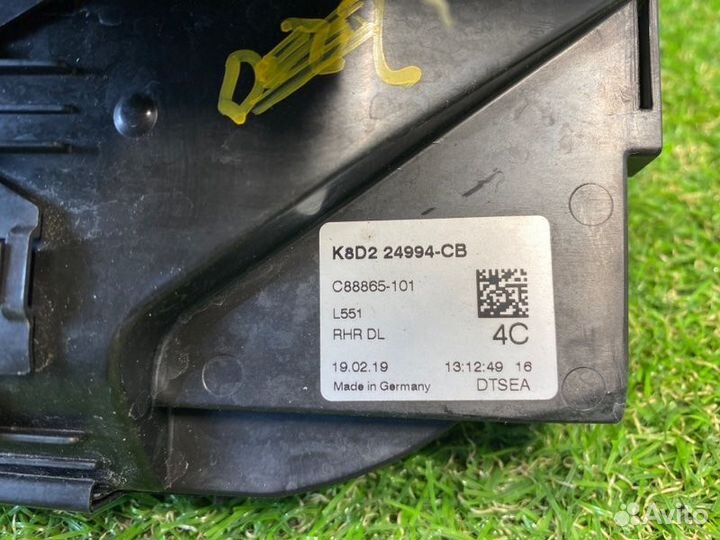 K8D2 24994-CB
C88865-101
L551
RHR DL 4C
19.02.19 13:12:49 16
Made in Germany DTSEA
Avito